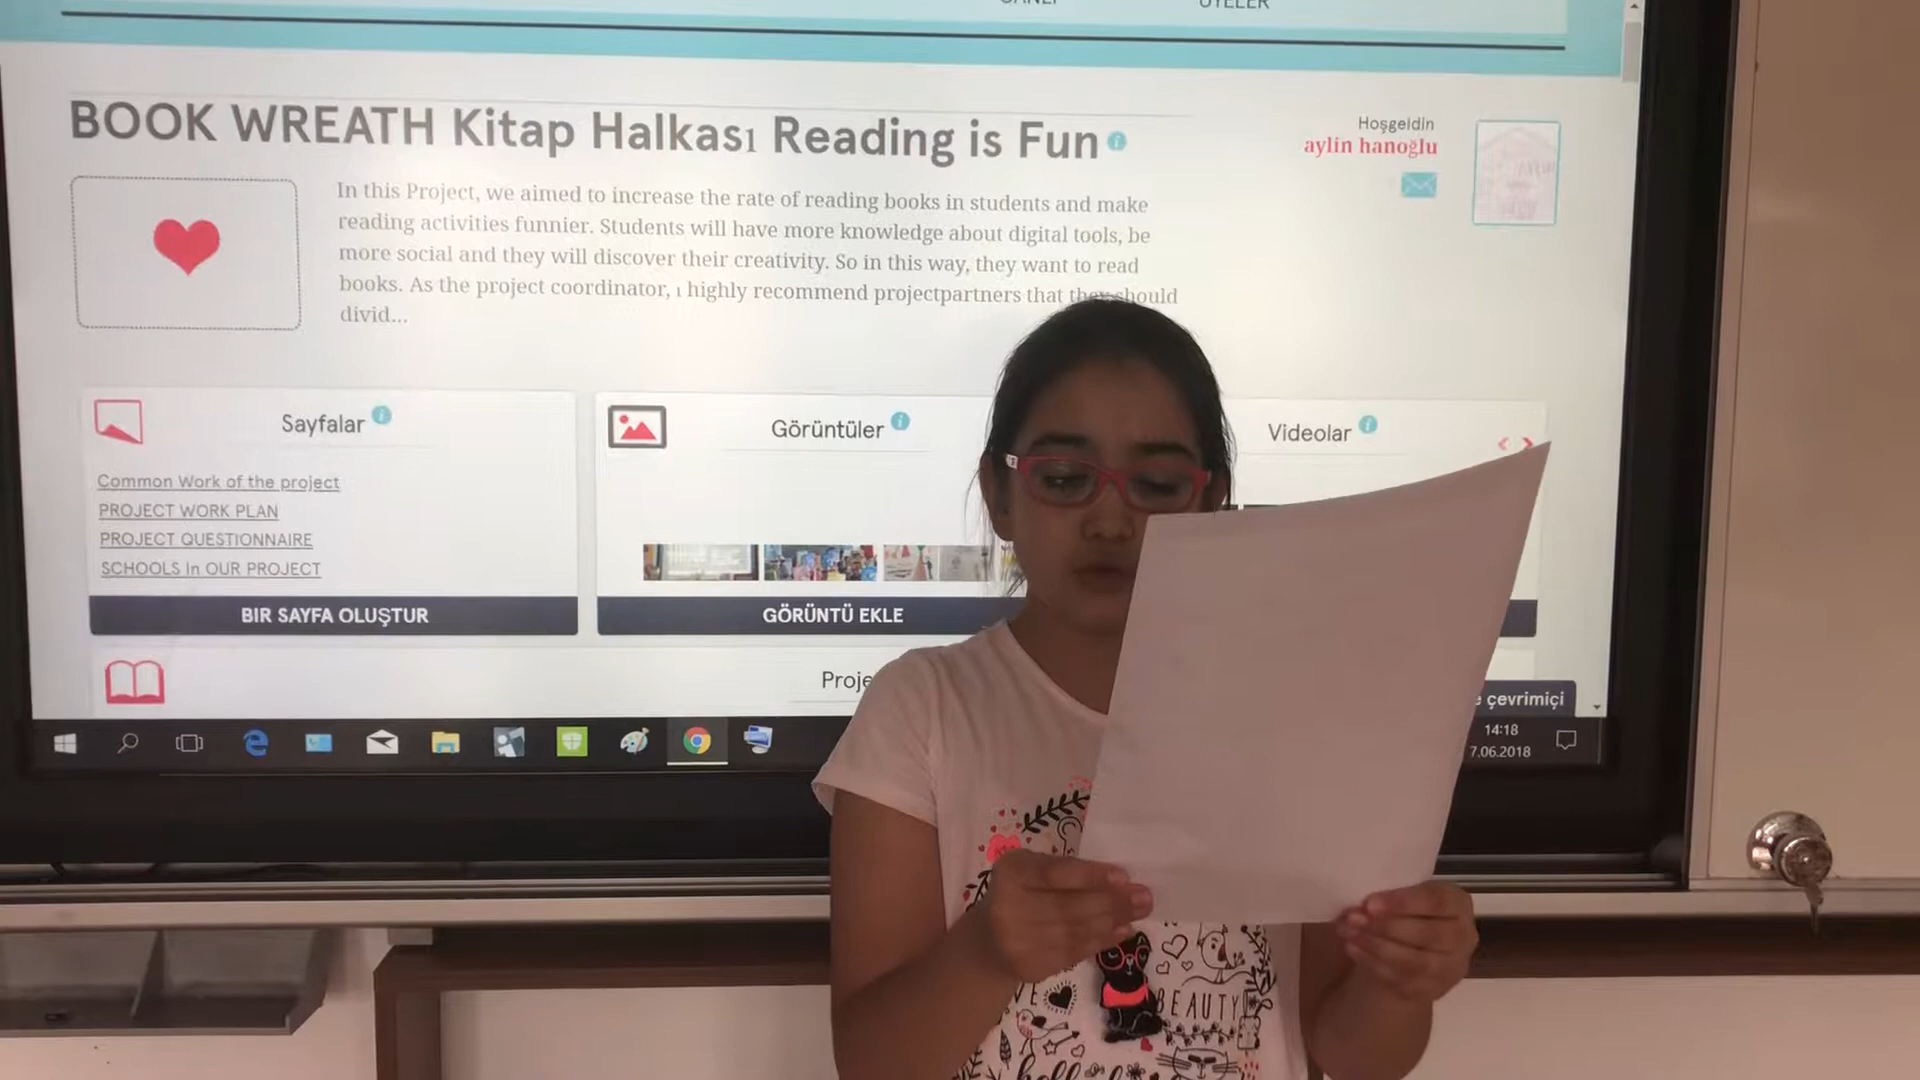 ÜYELER
BOOK WREATH Kitap Halkası Reading is Fun
Hoşgeldin
aylin hanoğlu
In this Project, we aimed to increase the rate of reading books in students and make
reading activities funnier. Students will have more knowledge about digital tools, be
more social and they will discover their creativity. So in this way, they want to read
books. As the project coordinator, ı highly recommend projectpartners that they should
divid...
Sayfalar
Görüntüler
Videolar
Common Work of the project
PROJECT WORK PLAN
PROJECT QUESTIONNAIRE
SCHOOLS In OUR PROJECT
BIR SAYFA OLUŞTUR
GÖRÜNTÜ EKLE
çevrimiçi
14:18
7.06.2018
BEAUTY